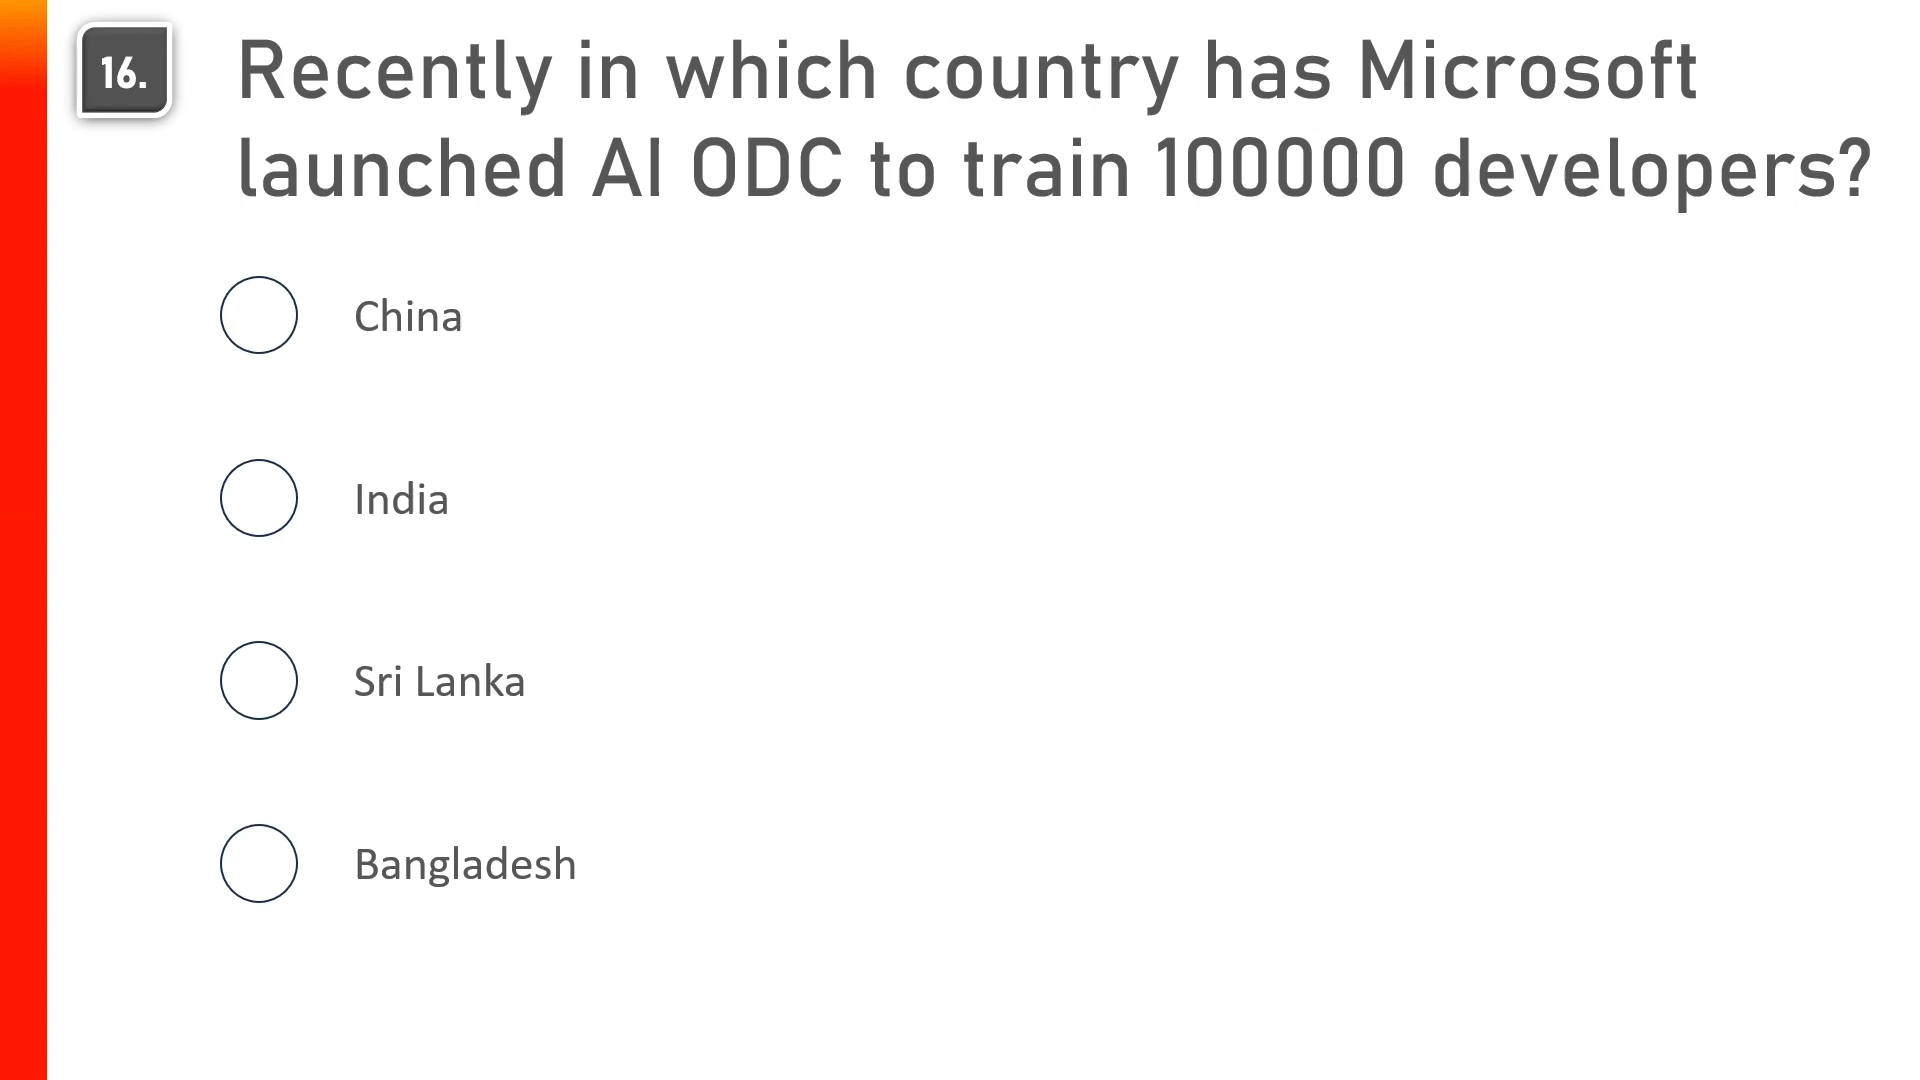 16.
Recently in which country has Microsoft
launched AI ODC to train 100000 developers?
China
India
Sri Lanka
Bangladesh